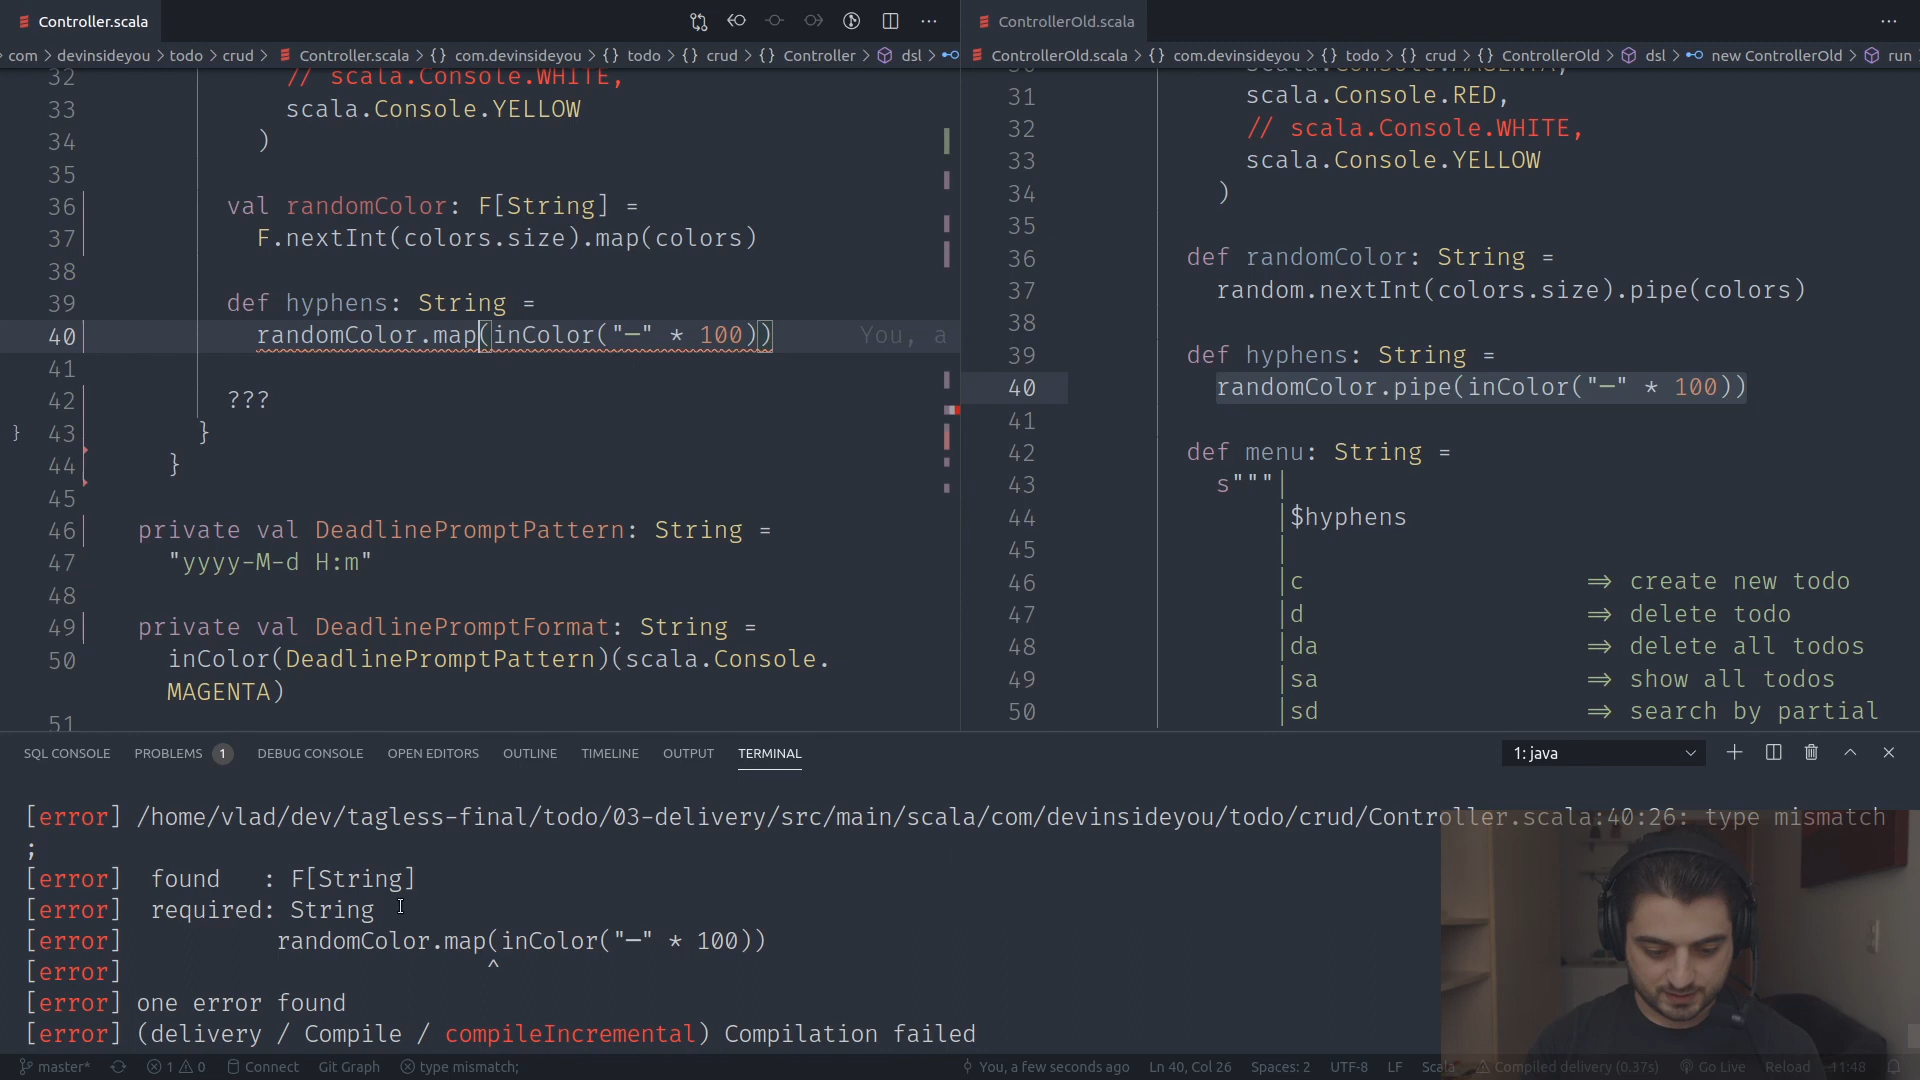 Controller.scala
ControllerOld.scala
com > devinsideyou > todo > crud > Controller.scala > {} com.devinsideyou > {} todo > {} crud > {} Controller > dsl >
ControllerOld.scala > {} com.devinsideyou > {} todo > {} crud > {} ControllerOld > dsl > new ControllerOld > run
32 // scala.Console.WHITE,
33 scala.Console.YELLOW
34 )
35
36 val randomColor: F[String] =
37 F.nextInt(colors.size).map(colors)
38
39 def hyphens: String =
40 randomColor.map(inColor("─" * 100)) You, a
41
42 ???
} 43 }
44 }
45
46 private val DeadlinePromptPattern: String =
47 "yyyy-M-d H:m"
48
49 private val DeadlinePromptFormat: String =
50 inColor(DeadlinePromptPattern)(scala.Console.
MAGENTA)
51
30 scala.Console.MAGENTA,
31 scala.Console.RED,
32 // scala.Console.WHITE,
33 scala.Console.YELLOW
34 )
35
36 def randomColor: String =
37 random.nextInt(colors.size).pipe(colors)
38
39 def hyphens: String =
40 randomColor.pipe(inColor("─" * 100))
41
42 def menu: String =
43 s"""|
44 |$hyphens
45 |
46 |c ⇒ create new todo
47 |d ⇒ delete todo
48 |da ⇒ delete all todos
49 |sa ⇒ show all todos
50 |sd ⇒ search by partial
SQL CONSOLE PROBLEMS 1 DEBUG CONSOLE OPEN EDITORS OUTLINE TIMELINE OUTPUT TERMINAL 1: java
[error] /home/vlad/dev/tagless-final/todo/03-delivery/src/main/scala/com/devinsideyou/todo/crud/Controller.scala:40:26: type mismatch
;
[error] found : F[String]
[error] required: String
[error] randomColor.map(inColor("─" * 100))
[error] ^
[error] one error found
[error] (delivery / Compile / compileIncremental) Compilation failed
master* 1 0 Connect Git Graph type mismatch; You, a few seconds ago Ln 40, Col 26 Spaces: 2 UTF-8 LF Scala Compiled delivery (0.37s) Go Live Reload 11:48